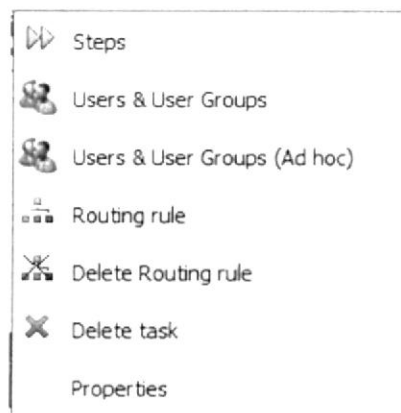 Steps
Users & User Groups
Users & User Groups (Ad hoc)
Routing rule
Delete Routing rule
Delete task
Properties